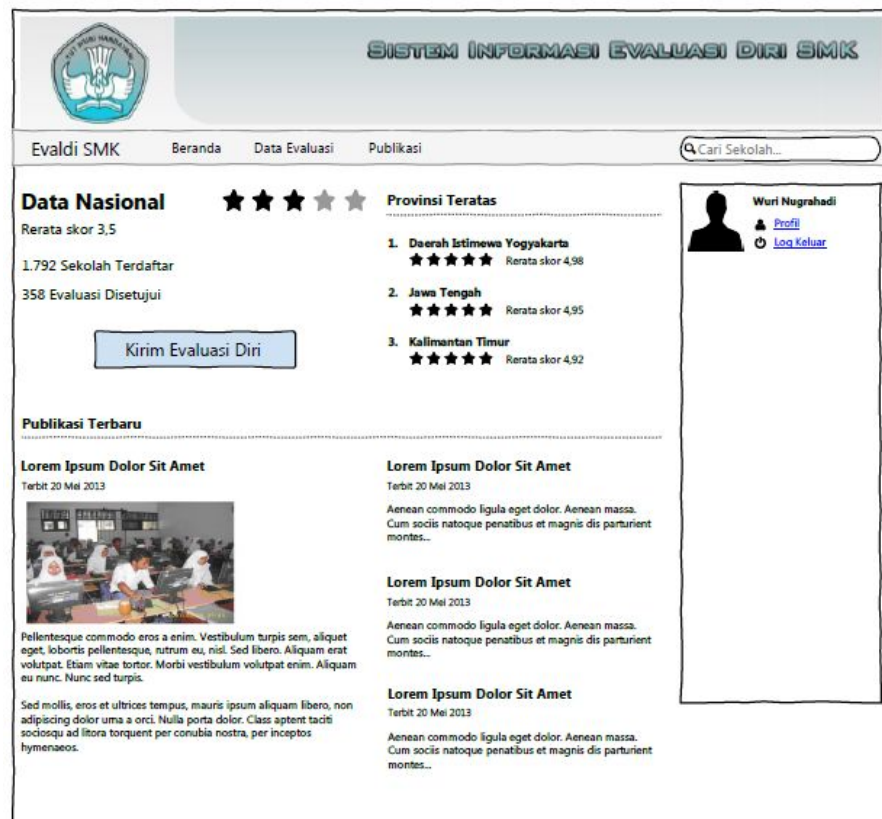 TUT WURI HANDAYANI
SISTEM INFORMASI EVALUASI DIRI SMK
Evaldi SMK
Beranda
Data Evaluasi
Publikasi
Cari Sekolah...
Data Nasional
Rerata skor 3,5
1.792 Sekolah Terdaftar
358 Evaluasi Disetujui
Kirim Evaluasi Diri
Provinsi Teratas
1. Daerah Istimewa Yogyakarta
Rerata skor 4,98
2. Jawa Tengah
Rerata skor 4,95
3. Kalimantan Timur
Rerata skor 4,92
Wuri Nugrahadi
Profil
Log Keluar
Publikasi Terbaru
Lorem Ipsum Dolor Sit Amet
Terbit 20 Mei 2013
Pellentesque commodo eros a enim. Vestibulum turpis sem, aliquet
eget, lobortis pellentesque, rutrum eu, nisl. Sed libero. Aliquam erat
volutpat. Etiam vitae tortor. Morbi vestibulum volutpat enim. Aliquam
eu nunc. Nunc sed turpis.
Sed mollis, eros et ultrices tempus, mauris ipsum aliquam libero, non
adipiscing dolor urna a orci. Nulla porta dolor. Class aptent taciti
sociosqu ad litora torquent per conubia nostra, per inceptos
hymenaeos.
Lorem Ipsum Dolor Sit Amet
Terbit 20 Mei 2013
Aenean commodo ligula eget dolor. Aenean massa.
Cum sociis natoque penatibus et magnis dis parturient
montes...
Lorem Ipsum Dolor Sit Amet
Terbit 20 Mei 2013
Aenean commodo ligula eget dolor. Aenean massa.
Cum sociis natoque penatibus et magnis dis parturient
montes...
Lorem Ipsum Dolor Sit Amet
Terbit 20 Mei 2013
Aenean commodo ligula eget dolor. Aenean massa.
Cum sociis natoque penatibus et magnis dis parturient
montes...